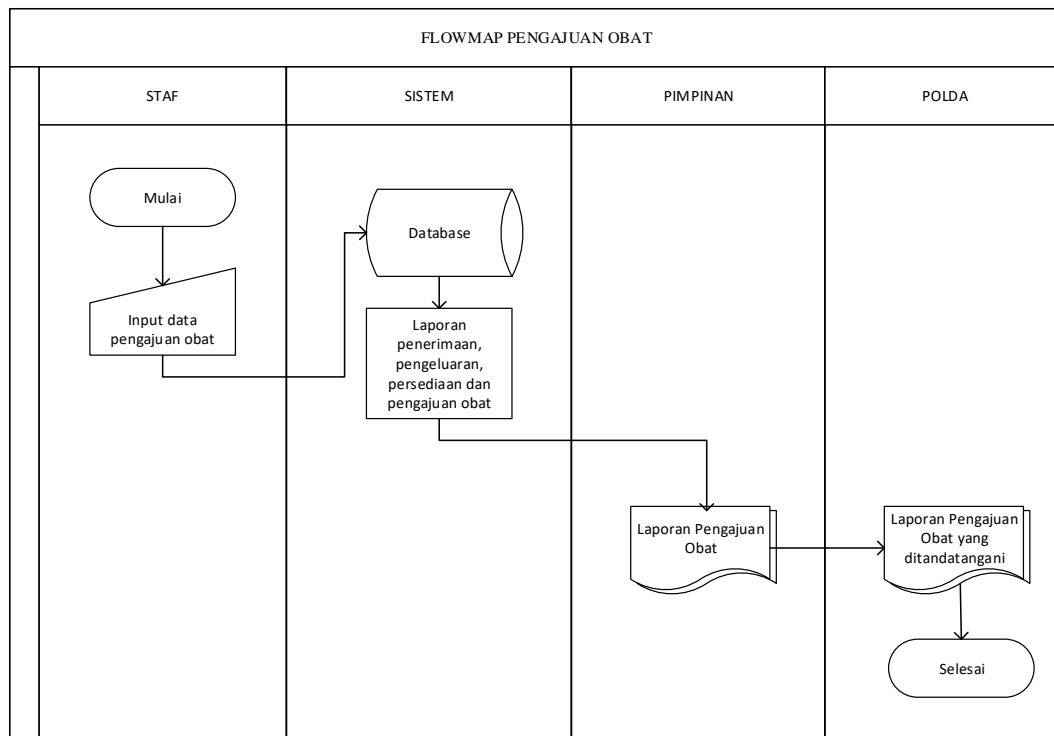 FLOWMAP PENGAJUAN OBAT
STAF
SISTEM
PIMPINAN
POLDA
Mulai
Input data
pengajuan obat
Database
Laporan
penerimaan,
pengeluaran,
persediaan dan
pengajuan obat
Laporan Pengajuan
Obat
Laporan Pengajuan
Obat yang
ditandatangani
Selesai